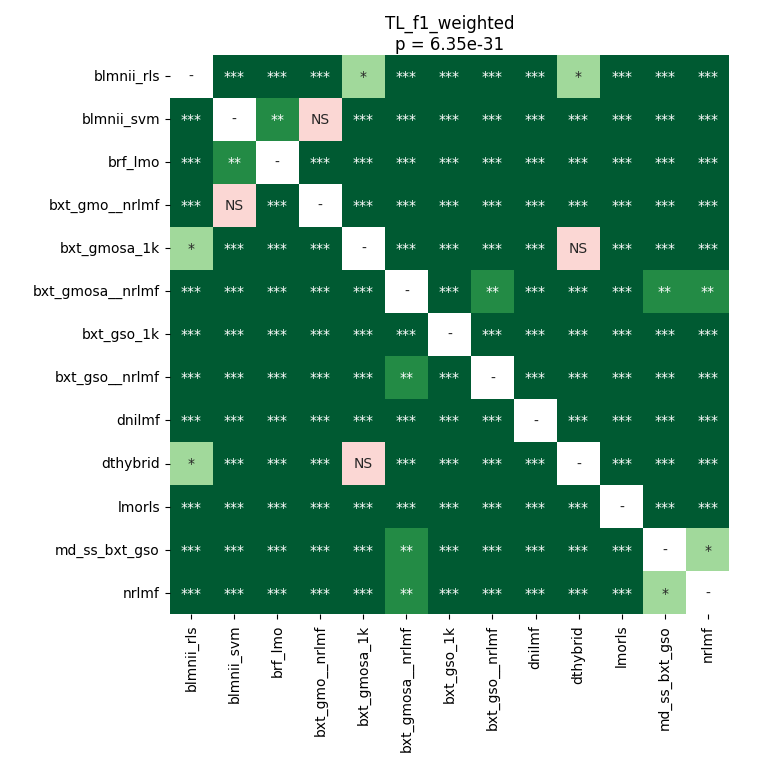 TL_f1_weighted
p = 6.35e-31
blmnii_rls - *** *** *** * *** *** *** *** * *** *** ***
blmnii_svm *** - ** NS *** *** *** *** *** *** *** *** ***
brf_lmo *** ** - *** *** *** *** *** *** *** *** *** ***
bxt_gmo__nrlmf *** NS *** - *** *** *** *** *** *** *** *** ***
bxt_gmosa_1k * *** *** *** - *** *** *** *** NS *** *** ***
bxt_gmosa__nrlmf *** *** *** *** *** - *** ** *** *** *** ** **
bxt_gso_1k *** *** *** *** *** *** - *** *** *** *** *** ***
bxt_gso__nrlmf *** *** *** *** *** ** *** - *** *** *** *** ***
dnilmf *** *** *** *** *** *** *** *** - *** *** *** ***
dthybrid * *** *** *** NS *** *** *** *** - *** *** ***
lmorls *** *** *** *** *** *** *** *** *** *** - *** ***
md_ss_bxt_gso *** *** *** *** *** ** *** *** *** *** *** - *
nrlmf *** *** *** *** *** ** *** *** *** *** *** * -
blmnii_rls
blmnii_svm
brf_lmo
bxt_gmo__nrlmf
bxt_gmosa_1k
bxt_gmosa__nrlmf
bxt_gso_1k
bxt_gso__nrlmf
dnilmf
dthybrid
lmorls
md_ss_bxt_gso
nrlmf